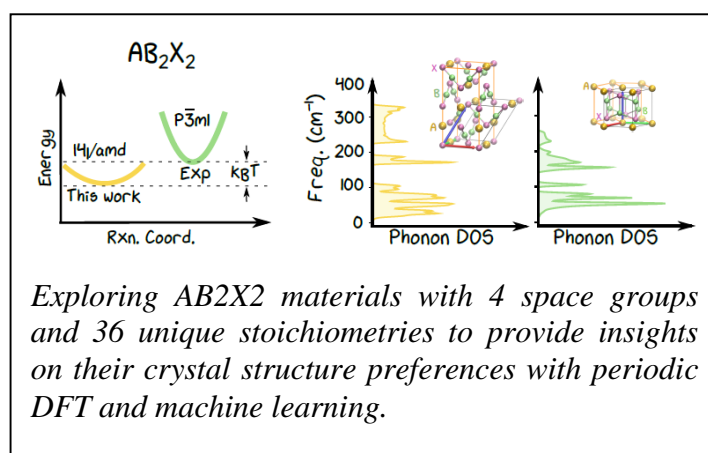 AB₂X₂
Energy
I4₁/amd
This work
P3̅m1
Exp
kBT
Rxn. Coord.
Freq. (cm⁻¹)
400
300
200
100
0
X
B
A
Phonon DOS
A
B
X
Phonon DOS
Exploring AB2X2 materials with 4 space groups
and 36 unique stoichiometries to provide insights
on their crystal structure preferences with periodic
DFT and machine learning.